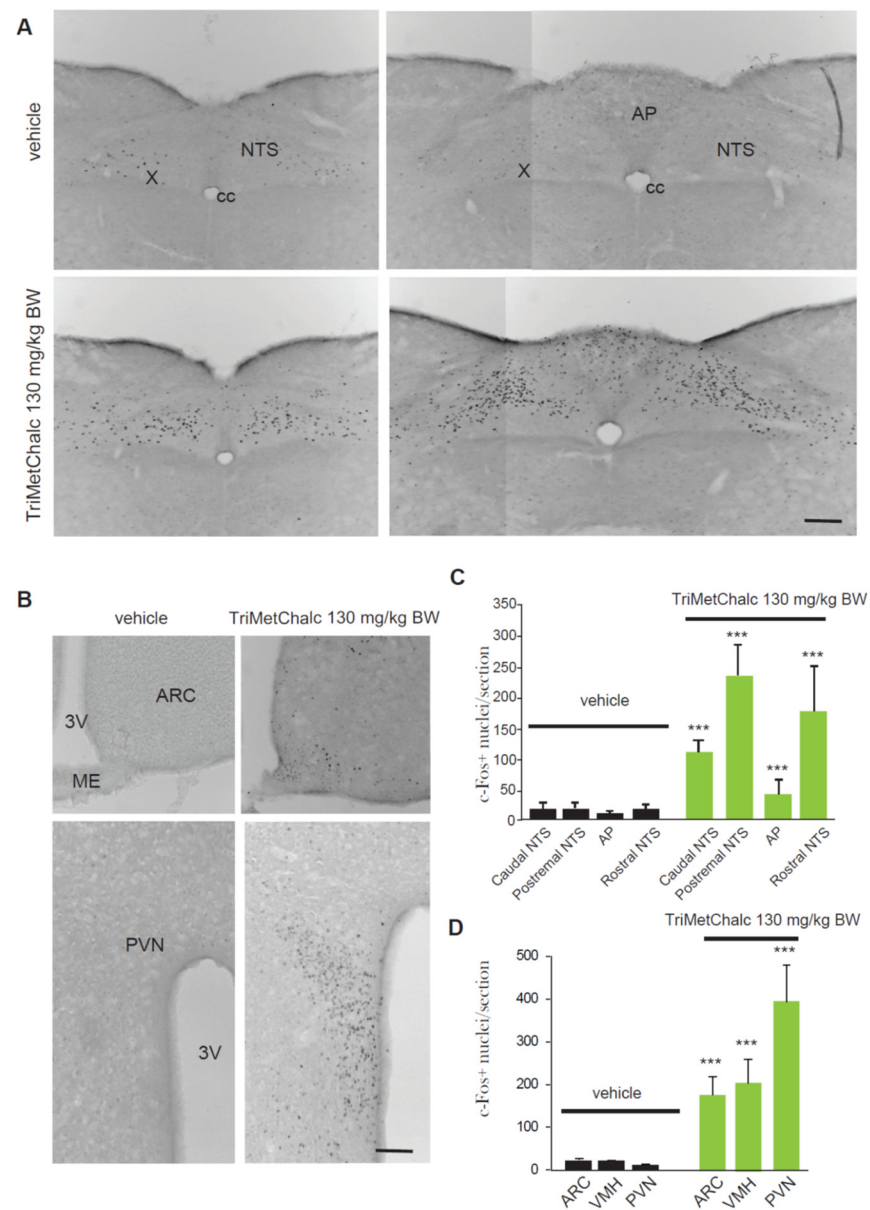 A
vehicle
NTS
X
cc
AP
NTS
X
cc
TriMetChalc 130 mg/kg BW
B
vehicle
TriMetChalc 130 mg/kg BW
ARC
3V
ME
PVN
3V
C
TriMetChalc 130 mg/kg BW
c-Fos+ nuclei/section
350
300
250
200
150
100
50
0
vehicle
***
***
***
***
Caudal NTS
Postremal NTS
AP
Rostral NTS
Caudal NTS
Postremal NTS
AP
Rostral NTS
D
TriMetChalc 130 mg/kg BW
c-Fos+ nuclei/section
500
400
300
200
100
0
vehicle
***
***
***
ARC
VMH
PVN
ARC
VMH
PVN